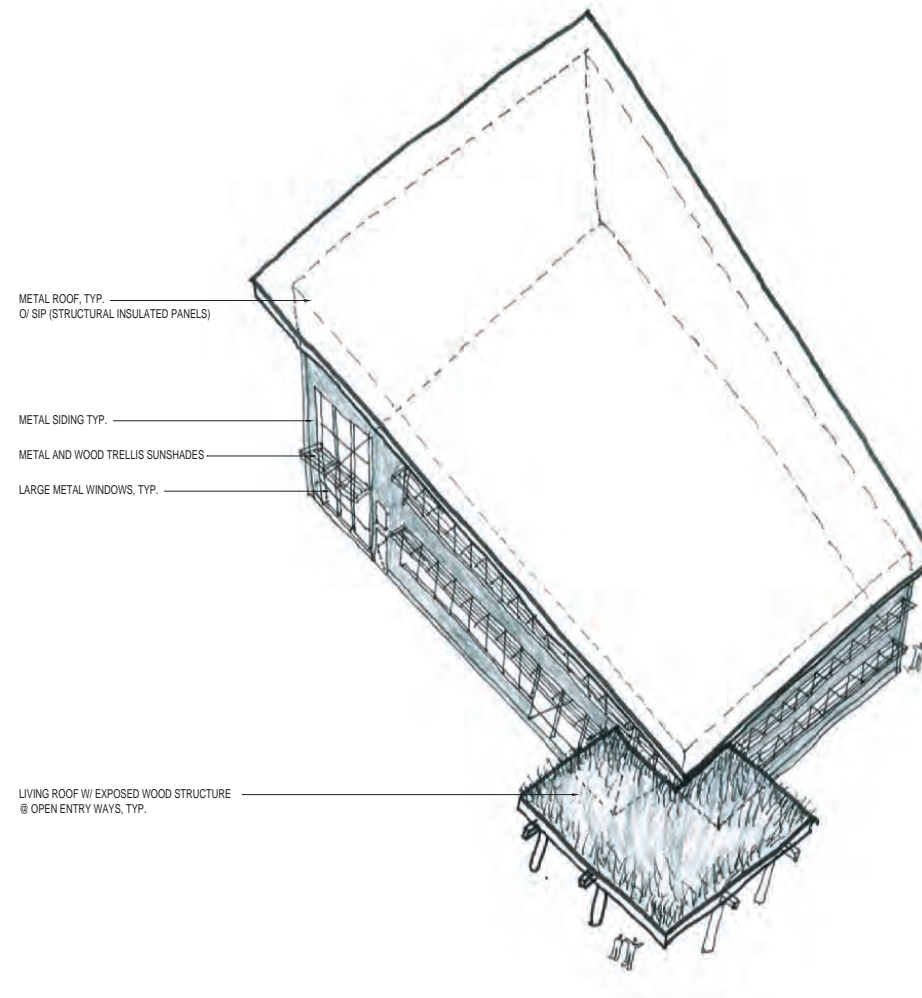 METAL ROOF, TYP.
O/ SIP (STRUCTURAL INSULATED PANELS)
METAL SIDING TYP.
METAL AND WOOD TRELLIS SUNSHADES
LARGE METAL WINDOWS, TYP.
LIVING ROOF W/ EXPOSED WOOD STRUCTURE
@ OPEN ENTRY WAYS, TYP.